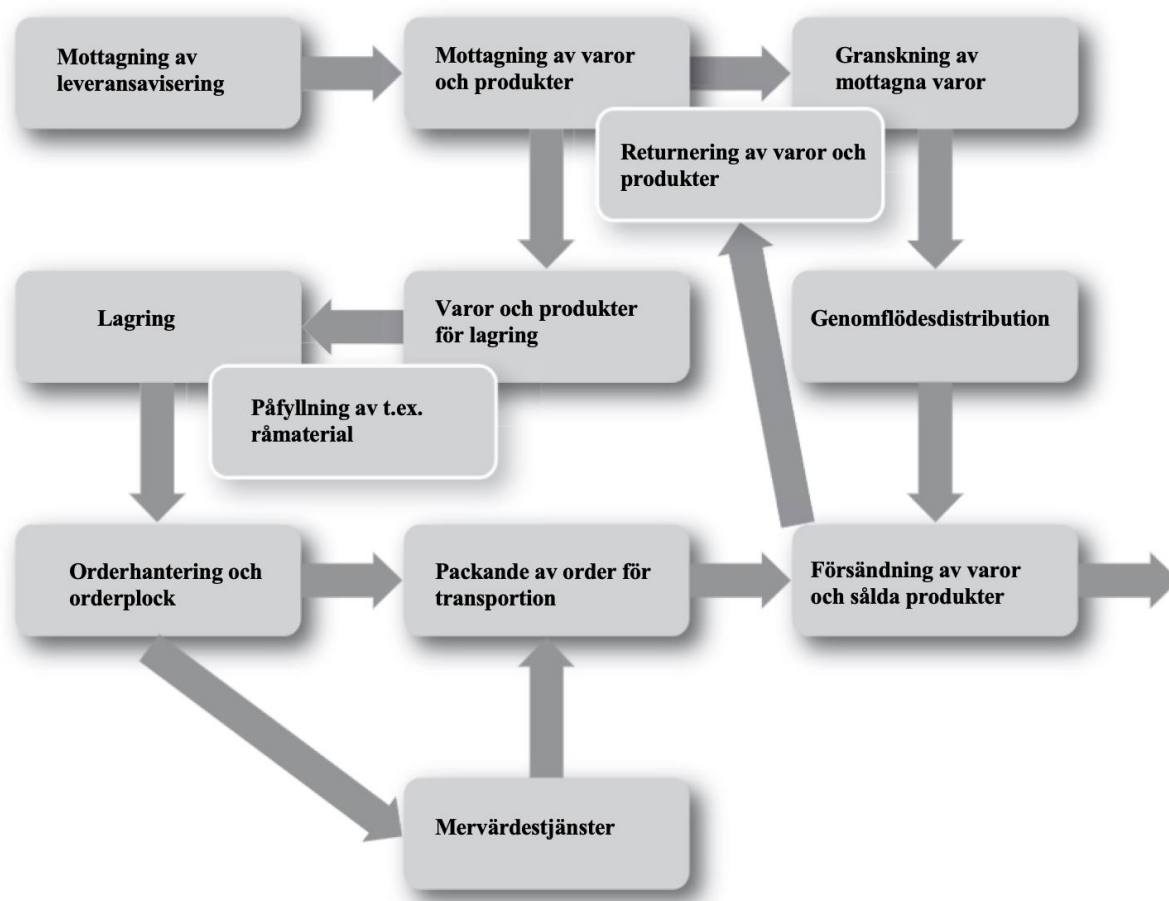 Mottagning av
leveransavisering
Mottagning av varor
och produkter
Granskning av
mottagna varor
Returnering av varor och
produkter
Lagring
Varor och produkter
för lagring
Genomflödesdistribution
Påfyllning av t.ex.
råmaterial
Orderhantering och
orderplock
Packande av order för
transportion
Försändning av varor
och sålda produkter
Mervärdestjänster